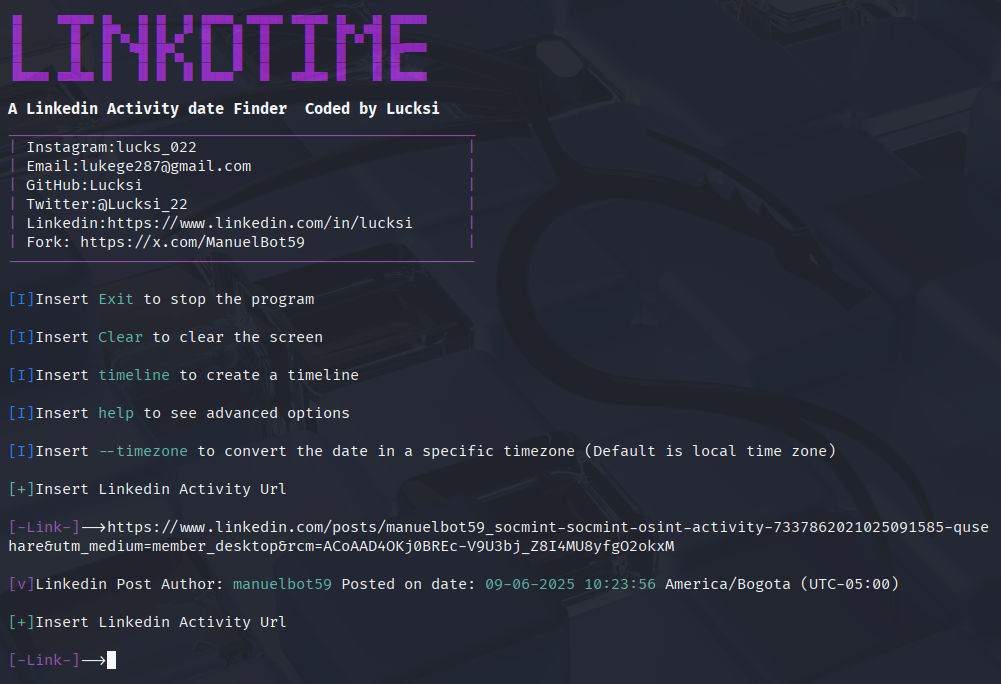 LINKDTIME
A Linkedin Activity date Finder  Coded by Lucksi
| Instagram:lucks_022 |
| Email:lukege287@gmail.com |
| GitHub:Lucksi |
| Twitter:@Lucksi_22 |
| Linkedin:https://www.linkedin.com/in/lucksi |
| Fork: https://x.com/ManuelBot59 |
[I]Insert Exit to stop the program
[I]Insert Clear to clear the screen
[I]Insert timeline to create a timeline
[I]Insert help to see advanced options
[I]Insert --timezone to convert the date in a specific timezone (Default is local time zone)
[+]Insert Linkedin Activity Url
[-Link-]-->https://www.linkedin.com/posts/manuelbot59_socmint-socmint-osint-activity-7337862021025091585-quse
hare&utm_medium=member_desktop&rcm=ACoAAD4OKj0BREc-V9U3bj_Z8I4MU8yfgO2okxM
[v]Linkedin Post Author: manuelbot59 Posted on date: 09-06-2025 10:23:56 America/Bogota (UTC-05:00)
[+]Insert Linkedin Activity Url
[-Link-]-->